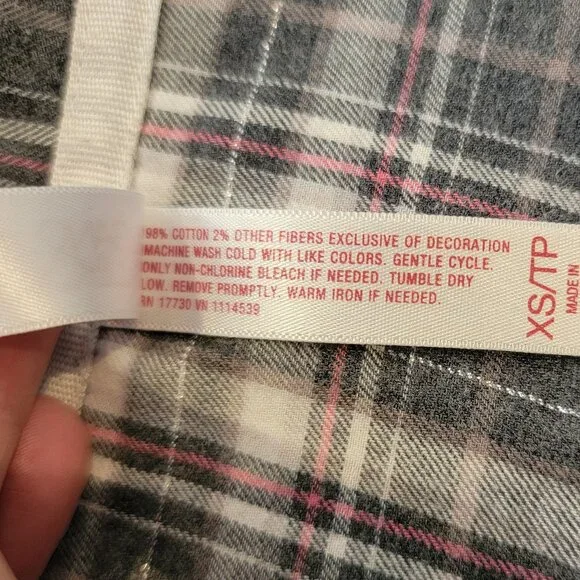 98% COTTON 2% OTHER FIBERS EXCLUSIVE OF DECORATION
MACHINE WASH COLD WITH LIKE COLORS. GENTLE CYCLE.
ONLY NON-CHLORINE BLEACH IF NEEDED. TUMBLE DRY
LOW. REMOVE PROMPTLY. WARM IRON IF NEEDED.
RN 17730 VN 1114539
XS/TP
MADE IN